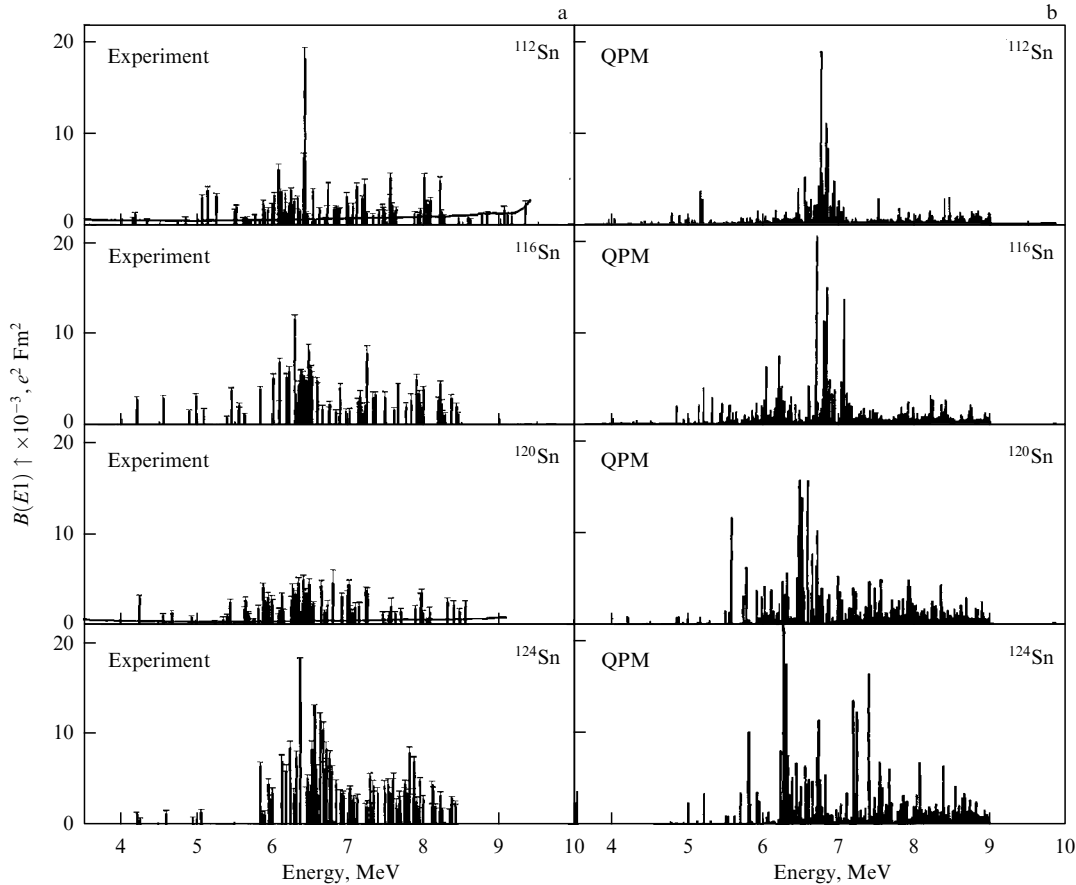 a b
20 Experiment ¹¹²Sn QPM ¹¹²Sn
10
0
20 Experiment ¹¹⁶Sn QPM ¹¹⁶Sn
10
0
B(E1) ↑ ×10⁻³, e² Fm²
20 Experiment ¹²⁰Sn QPM ¹²⁰Sn
10
0
20 Experiment ¹²⁴Sn QPM ¹²⁴Sn
10
0
4 5 6 7 8 9 10 5 6 7 8 9 10
Energy, MeV Energy, MeV